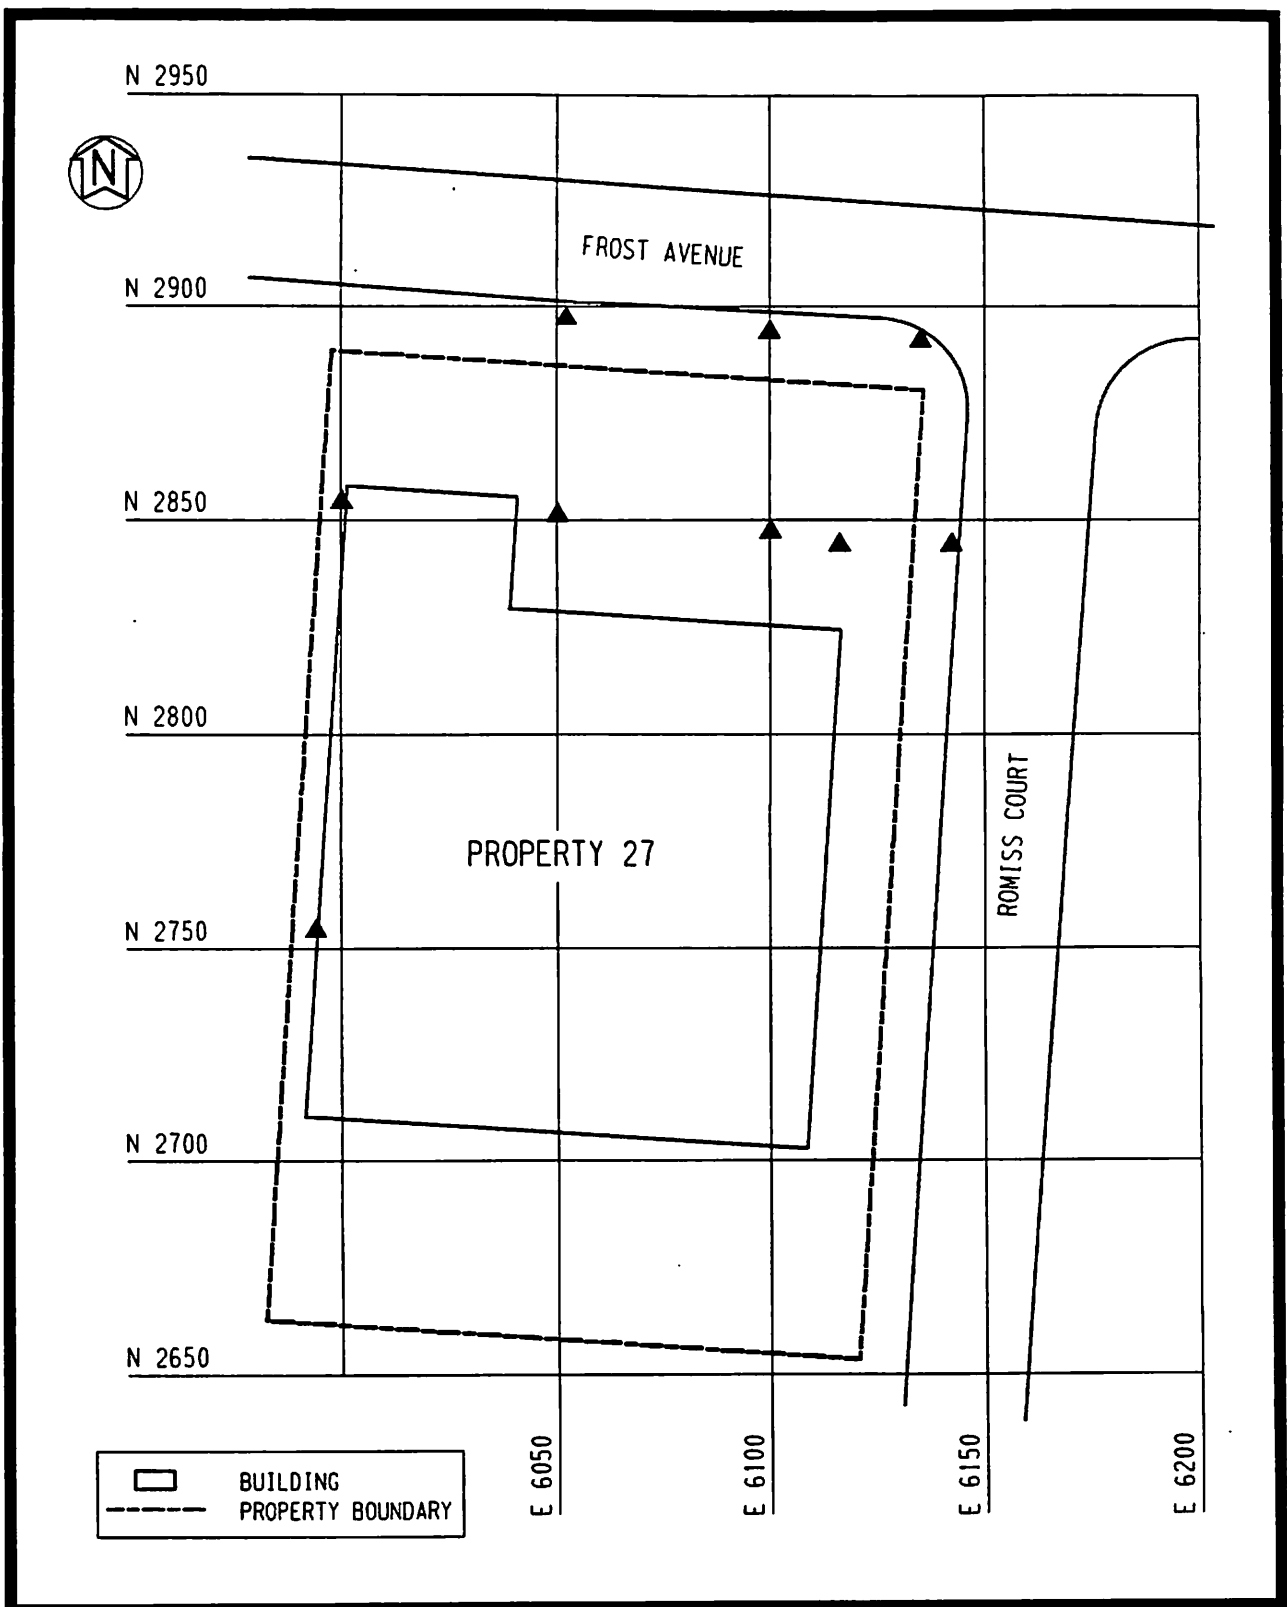 N 2950
N
FROST AVENUE
N 2900
N 2850
N 2800
ROMISS COURT
PROPERTY 27
N 2750
N 2700
N 2650
E 6050
E 6100
E 6150
E 6200
BUILDING
PROPERTY BOUNDARY